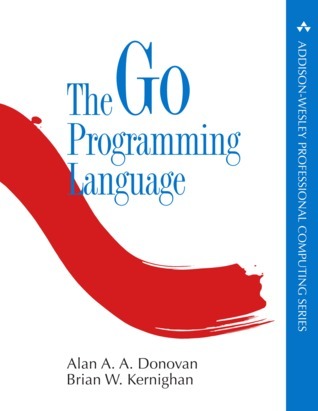 The Go
Programming
Language
Alan A. A. Donovan
Brian W. Kernighan
ADDISON-WESLEY PROFESSIONAL COMPUTING SERIES